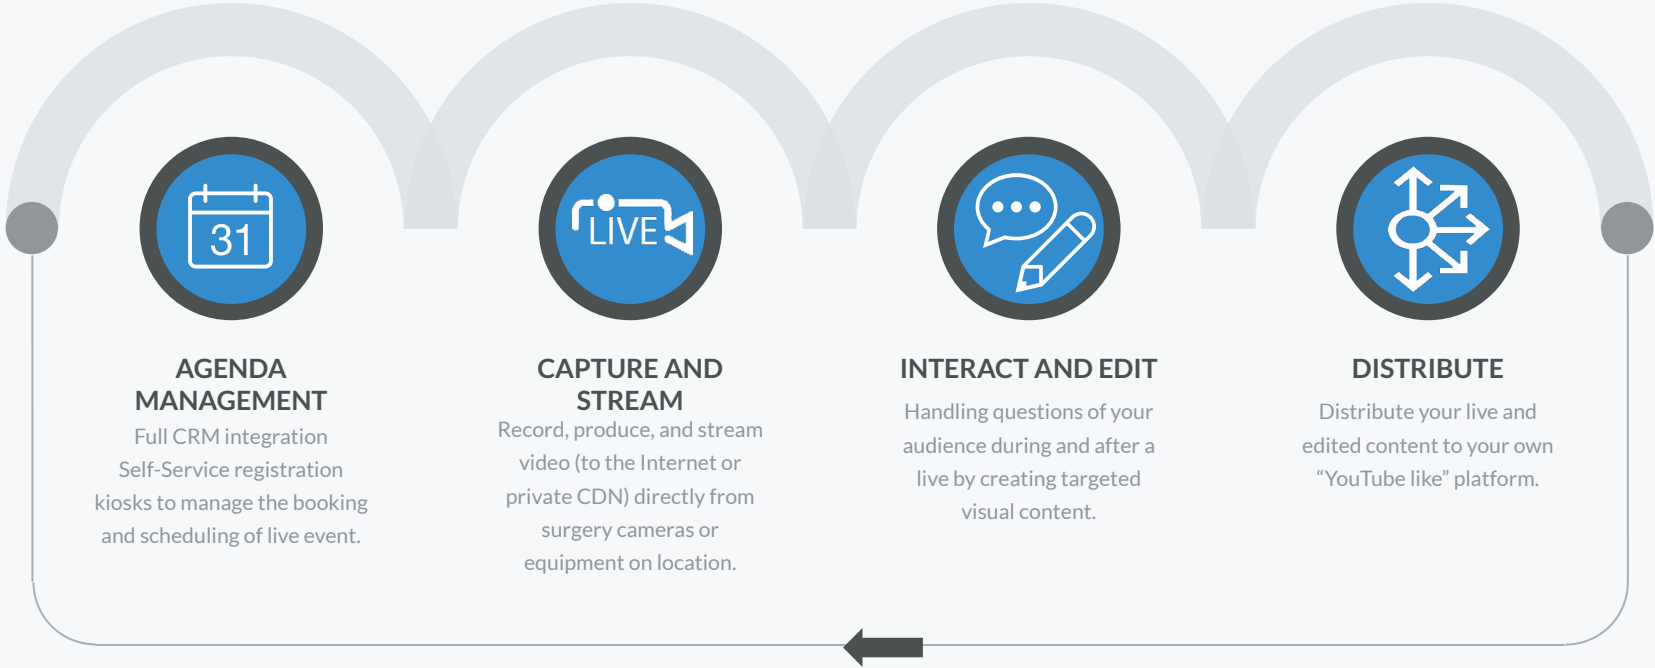 31
LIVE
AGENDA
MANAGEMENT
Full CRM integration
Self-Service registration
kiosks to manage the booking
and scheduling of live event.
CAPTURE AND
STREAM
Record, produce, and stream
video (to the Internet or
private CDN) directly from
surgery cameras or
equipment on location.
INTERACT AND EDIT
Handling questions of your
audience during and after a
live by creating targeted
visual content.
DISTRIBUTE
Distribute your live and
edited content to your own
“YouTube like” platform.